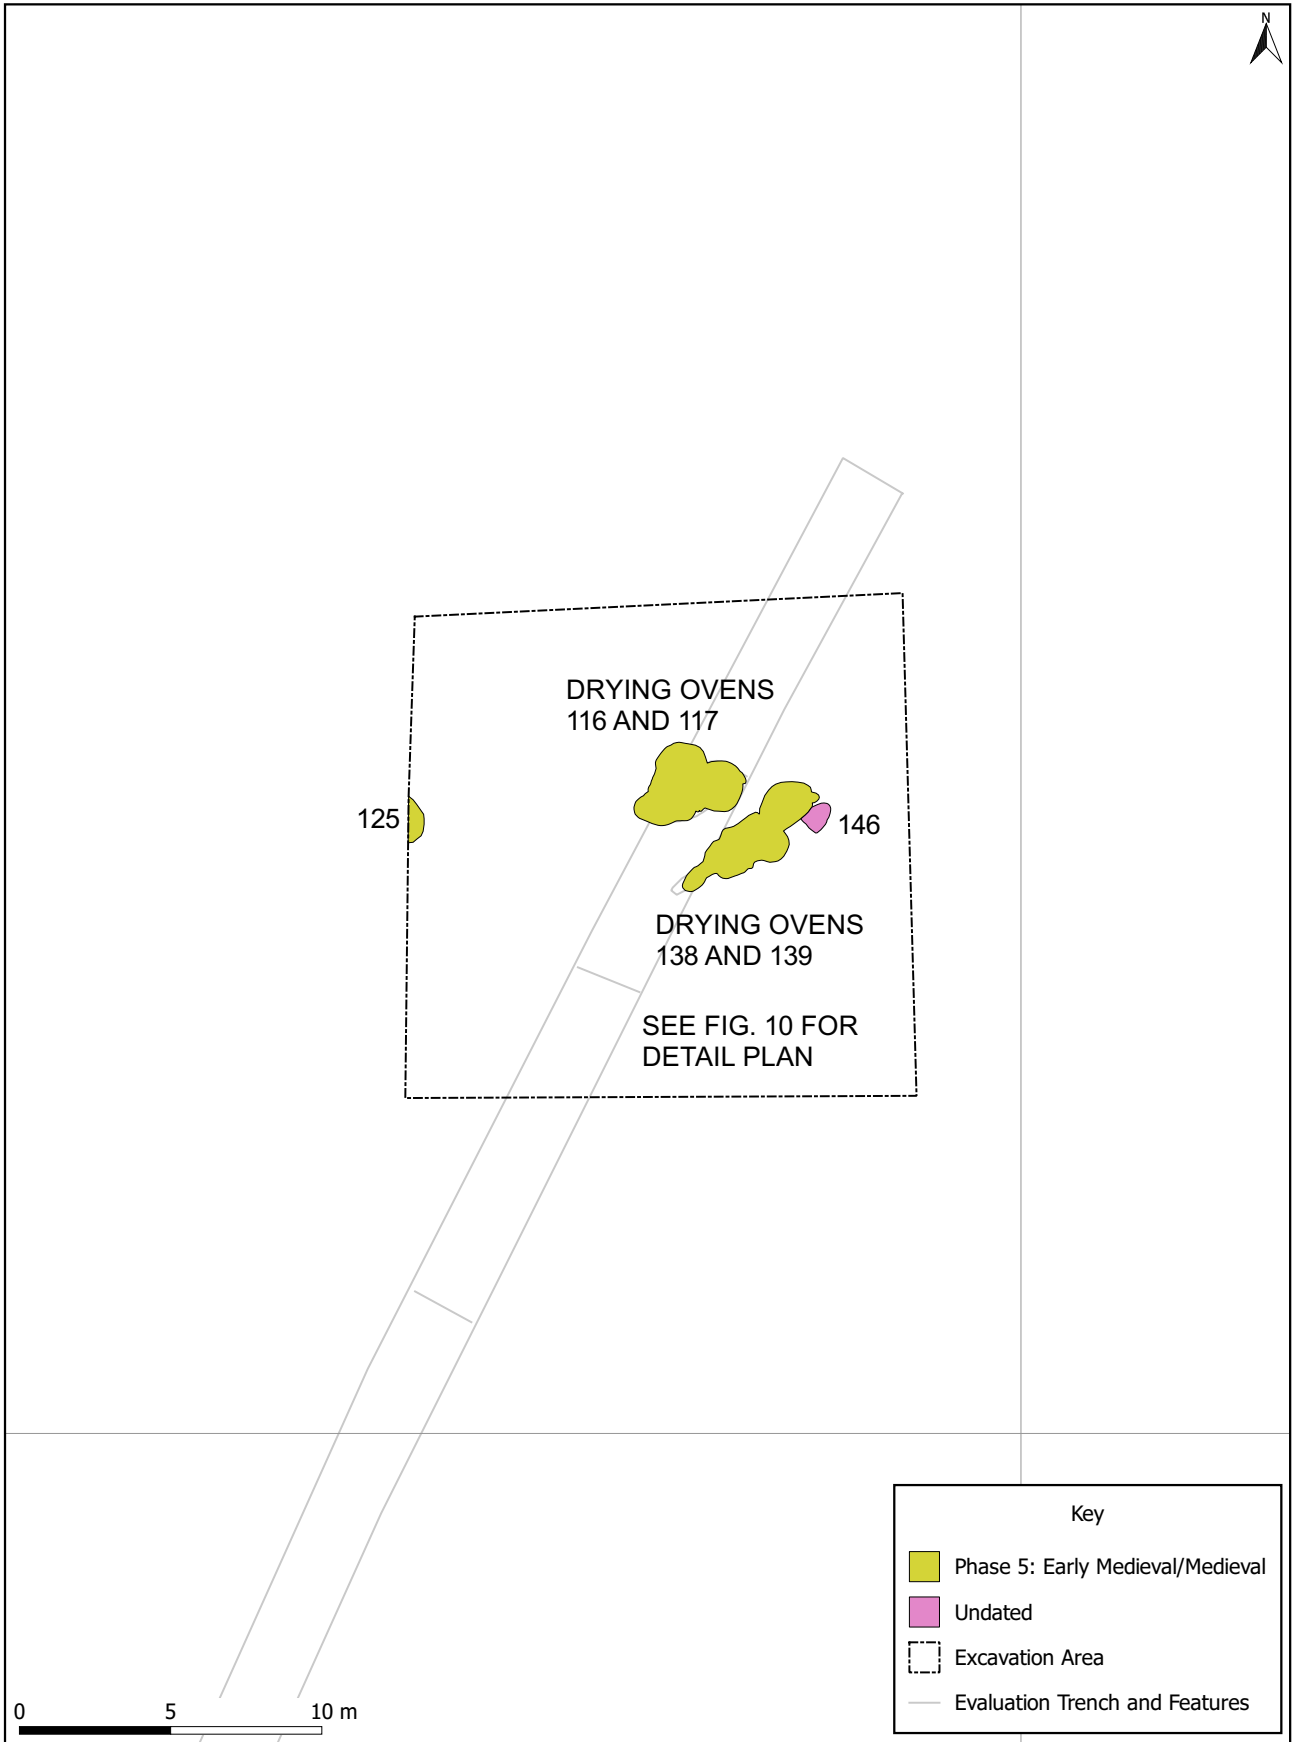 N
DRYING OVENS
116 AND 117
125
146
DRYING OVENS
138 AND 139
SEE FIG. 10 FOR
DETAIL PLAN
Key
Phase 5: Early Medieval/Medieval
Undated
Excavation Area
Evaluation Trench and Features
0 5 10 m